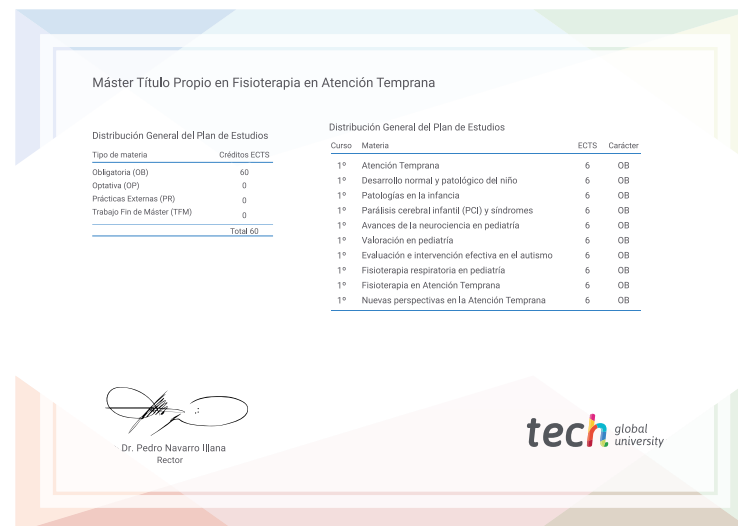 Máster Título Propio en Fisioterapia en Atención Temprana
Distribución General del Plan de Estudios
Tipo de materia Créditos ECTS
Obligatoria (OB) 60
Optativa (OP) 0
Prácticas Externas (PR) 0
Trabajo Fin de Máster (TFM) 0
Total 60
Distribución General del Plan de Estudios
Curso Materia ECTS Carácter
1º Atención Temprana 6 OB
1º Desarrollo normal y patológico del niño 6 OB
1º Patologías en la infancia 6 OB
1º Parálisis cerebral infantil (PCI) y síndromes 6 OB
1º Avances de la neurociencia en pediatría 6 OB
1º Valoración en pediatría 6 OB
1º Evaluación e intervención efectiva en el autismo 6 OB
1º Fisioterapia respiratoria en pediatría 6 OB
1º Fisioterapia en Atención Temprana 6 OB
1º Nuevas perspectivas en la Atención Temprana 6 OB
Dr. Pedro Navarro Illana
Rector
tech global
university